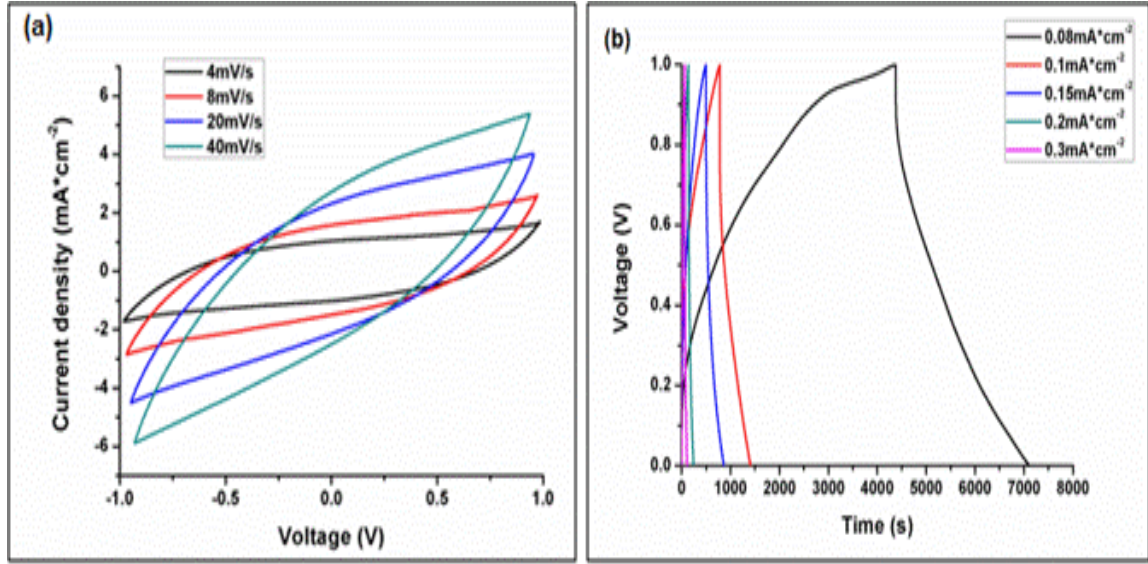 (a)
4mV/s
8mV/s
20mV/s
40mV/s
6
4
2
0
-2
-4
-6
Current density (mA*cm⁻²)
-1.0 -0.5 0.0 0.5 1.0
Voltage (V)
(b)
0.08mA*cm⁻²
0.1mA*cm⁻²
0.15mA*cm⁻²
0.2mA*cm⁻²
0.3mA*cm⁻²
1.0
0.8
0.6
0.4
0.2
0.0
Voltage (V)
0 1000 2000 3000 4000 5000 6000 7000 8000
Time (s)